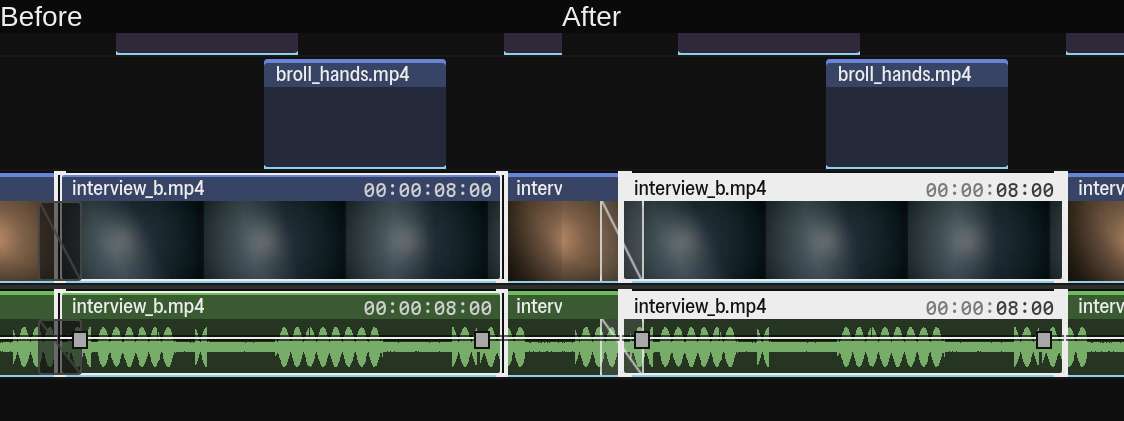 Before
After
broll_hands.mp4
broll_hands.mp4
interview_b.mp4
00:00:08:00
interv
interview_b.mp4
00:00:08:00
interv
interview_b.mp4
00:00:08:00
interv
interview_b.mp4
00:00:08:00
interv